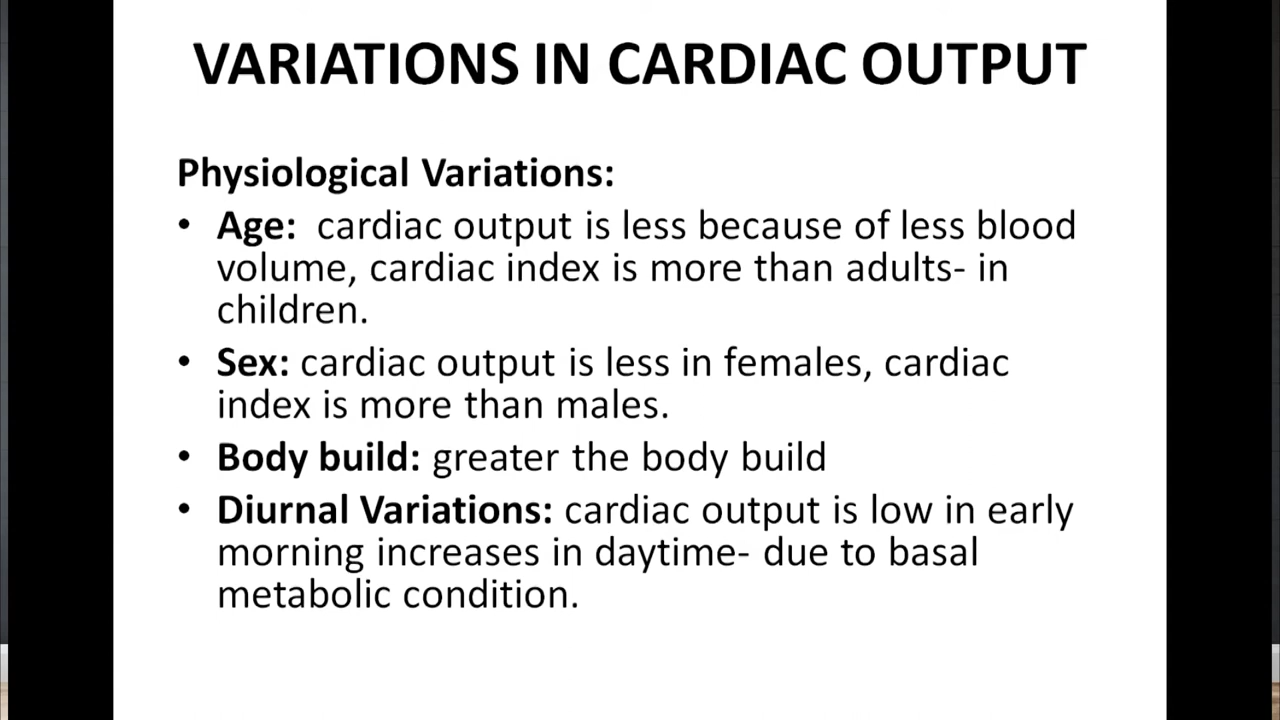 VARIATIONS IN CARDIAC OUTPUT
Physiological Variations:
• Age: cardiac output is less because of less blood
volume, cardiac index is more than adults- in
children.
• Sex: cardiac output is less in females, cardiac
index is more than males.
• Body build: greater the body build
• Diurnal Variations: cardiac output is low in early
morning increases in daytime- due to basal
metabolic condition.